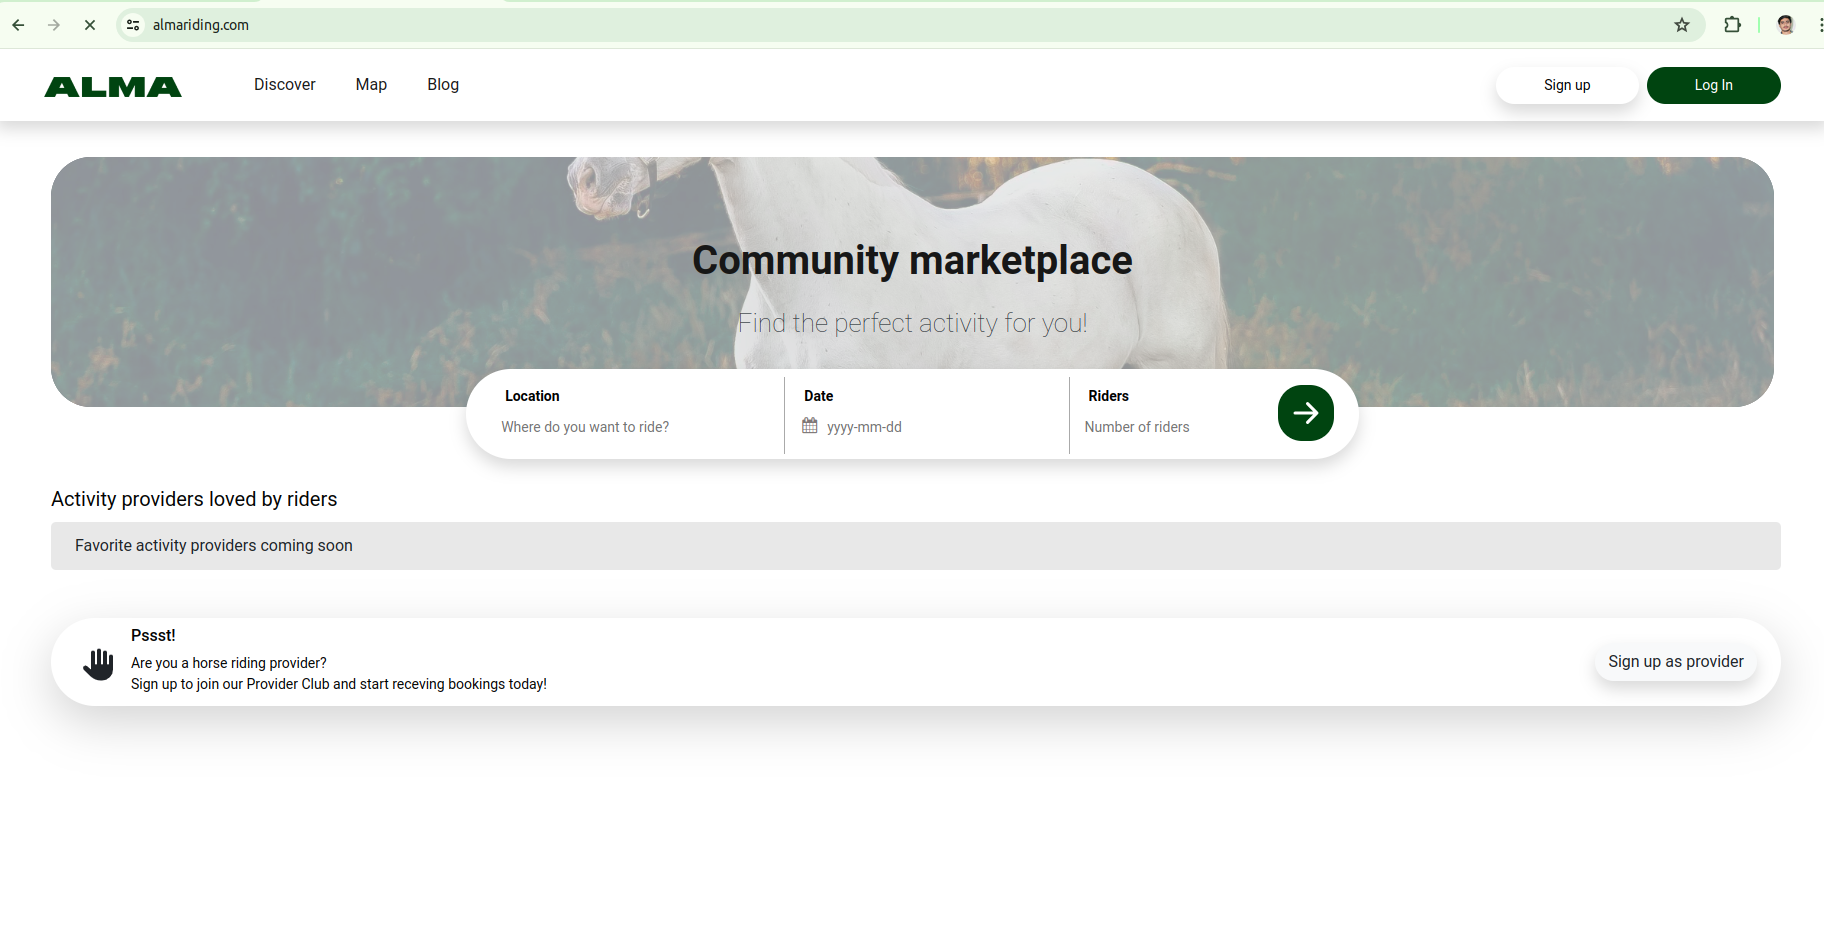 almariding.com
ALMA
Discover
Map
Blog
Sign up
Log In
Community marketplace
Find the perfect activity for you!
Location
Date
Riders
Where do you want to ride?
yyyy-mm-dd
Number of riders
Activity providers loved by riders
Favorite activity providers coming soon
Pssst!
Are you a horse riding provider?
Sign up to join our Provider Club and start receving bookings today!
Sign up as provider